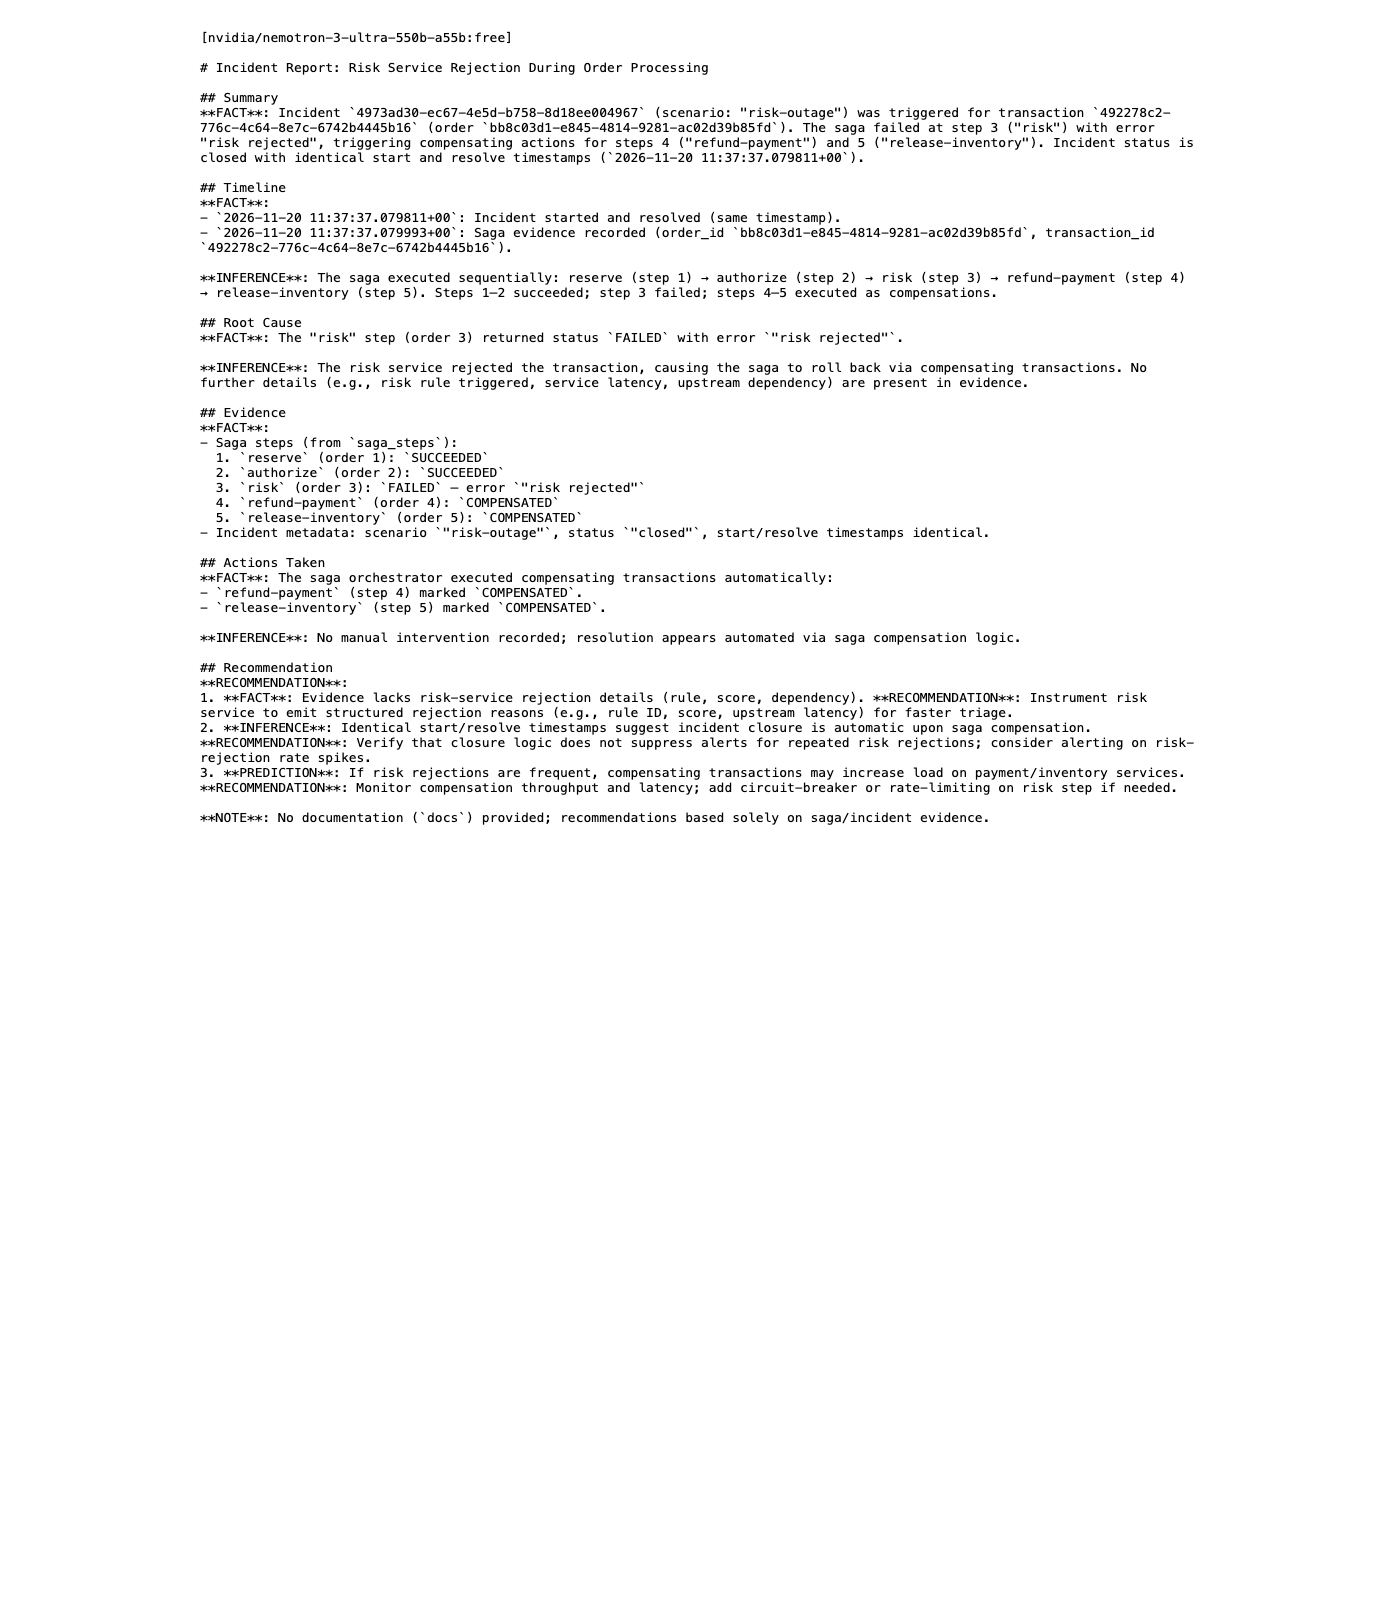 [nvidia/nemotron-3-ultra-550b-a55b:free]
# Incident Report: Risk Service Rejection During Order Processing
## Summary
**FACT**: Incident `4973ad30-ec67-4e5d-b758-8d18ee004967` (scenario: "risk-outage") was triggered for transaction `492278c2-
776c-4c64-8e7c-6742b4445b16` (order `bb8c03d1-e845-4814-9281-ac02d39b85fd`). The saga failed at step 3 ("risk") with error
"risk rejected", triggering compensating actions for steps 4 ("refund-payment") and 5 ("release-inventory"). Incident status is
closed with identical start and resolve timestamps (`2026-11-20 11:37:37.079811+00`).
## Timeline
**FACT**:
- `2026-11-20 11:37:37.079811+00`: Incident started and resolved (same timestamp).
- `2026-11-20 11:37:37.079993+00`: Saga evidence recorded (order_id `bb8c03d1-e845-4814-9281-ac02d39b85fd`, transaction_id
`492278c2-776c-4c64-8e7c-6742b4445b16`).
**INFERENCE**: The saga executed sequentially: reserve (step 1) → authorize (step 2) → risk (step 3) → refund-payment (step 4)
→ release-inventory (step 5). Steps 1–2 succeeded; step 3 failed; steps 4–5 executed as compensations.
## Root Cause
**FACT**: The "risk" step (order 3) returned status `FAILED` with error `"risk rejected"`.
**INFERENCE**: The risk service rejected the transaction, causing the saga to roll back via compensating transactions. No
further details (e.g., risk rule triggered, service latency, upstream dependency) are present in evidence.
## Evidence
**FACT**:
- Saga steps (from `saga_steps`):
1. `reserve` (order 1): `SUCCEEDED`
2. `authorize` (order 2): `SUCCEEDED`
3. `risk` (order 3): `FAILED` — error `"risk rejected"`
4. `refund-payment` (order 4): `COMPENSATED`
5. `release-inventory` (order 5): `COMPENSATED`
- Incident metadata: scenario `"risk-outage"`, status `"closed"`, start/resolve timestamps identical.
## Actions Taken
**FACT**: The saga orchestrator executed compensating transactions automatically:
- `refund-payment` (step 4) marked `COMPENSATED`.
- `release-inventory` (step 5) marked `COMPENSATED`.
**INFERENCE**: No manual intervention recorded; resolution appears automated via saga compensation logic.
## Recommendation
**RECOMMENDATION**:
1. **FACT**: Evidence lacks risk-service rejection details (rule, score, dependency). **RECOMMENDATION**: Instrument risk
service to emit structured rejection reasons (e.g., rule ID, score, upstream latency) for faster triage.
2. **INFERENCE**: Identical start/resolve timestamps suggest incident closure is automatic upon saga compensation.
**RECOMMENDATION**: Verify that closure logic does not suppress alerts for repeated risk rejections; consider alerting on risk-
rejection rate spikes.
3. **PREDICTION**: If risk rejections are frequent, compensating transactions may increase load on payment/inventory services.
**RECOMMENDATION**: Monitor compensation throughput and latency; add circuit-breaker or rate-limiting on risk step if needed.
**NOTE**: No documentation (`docs`) provided; recommendations based solely on saga/incident evidence.